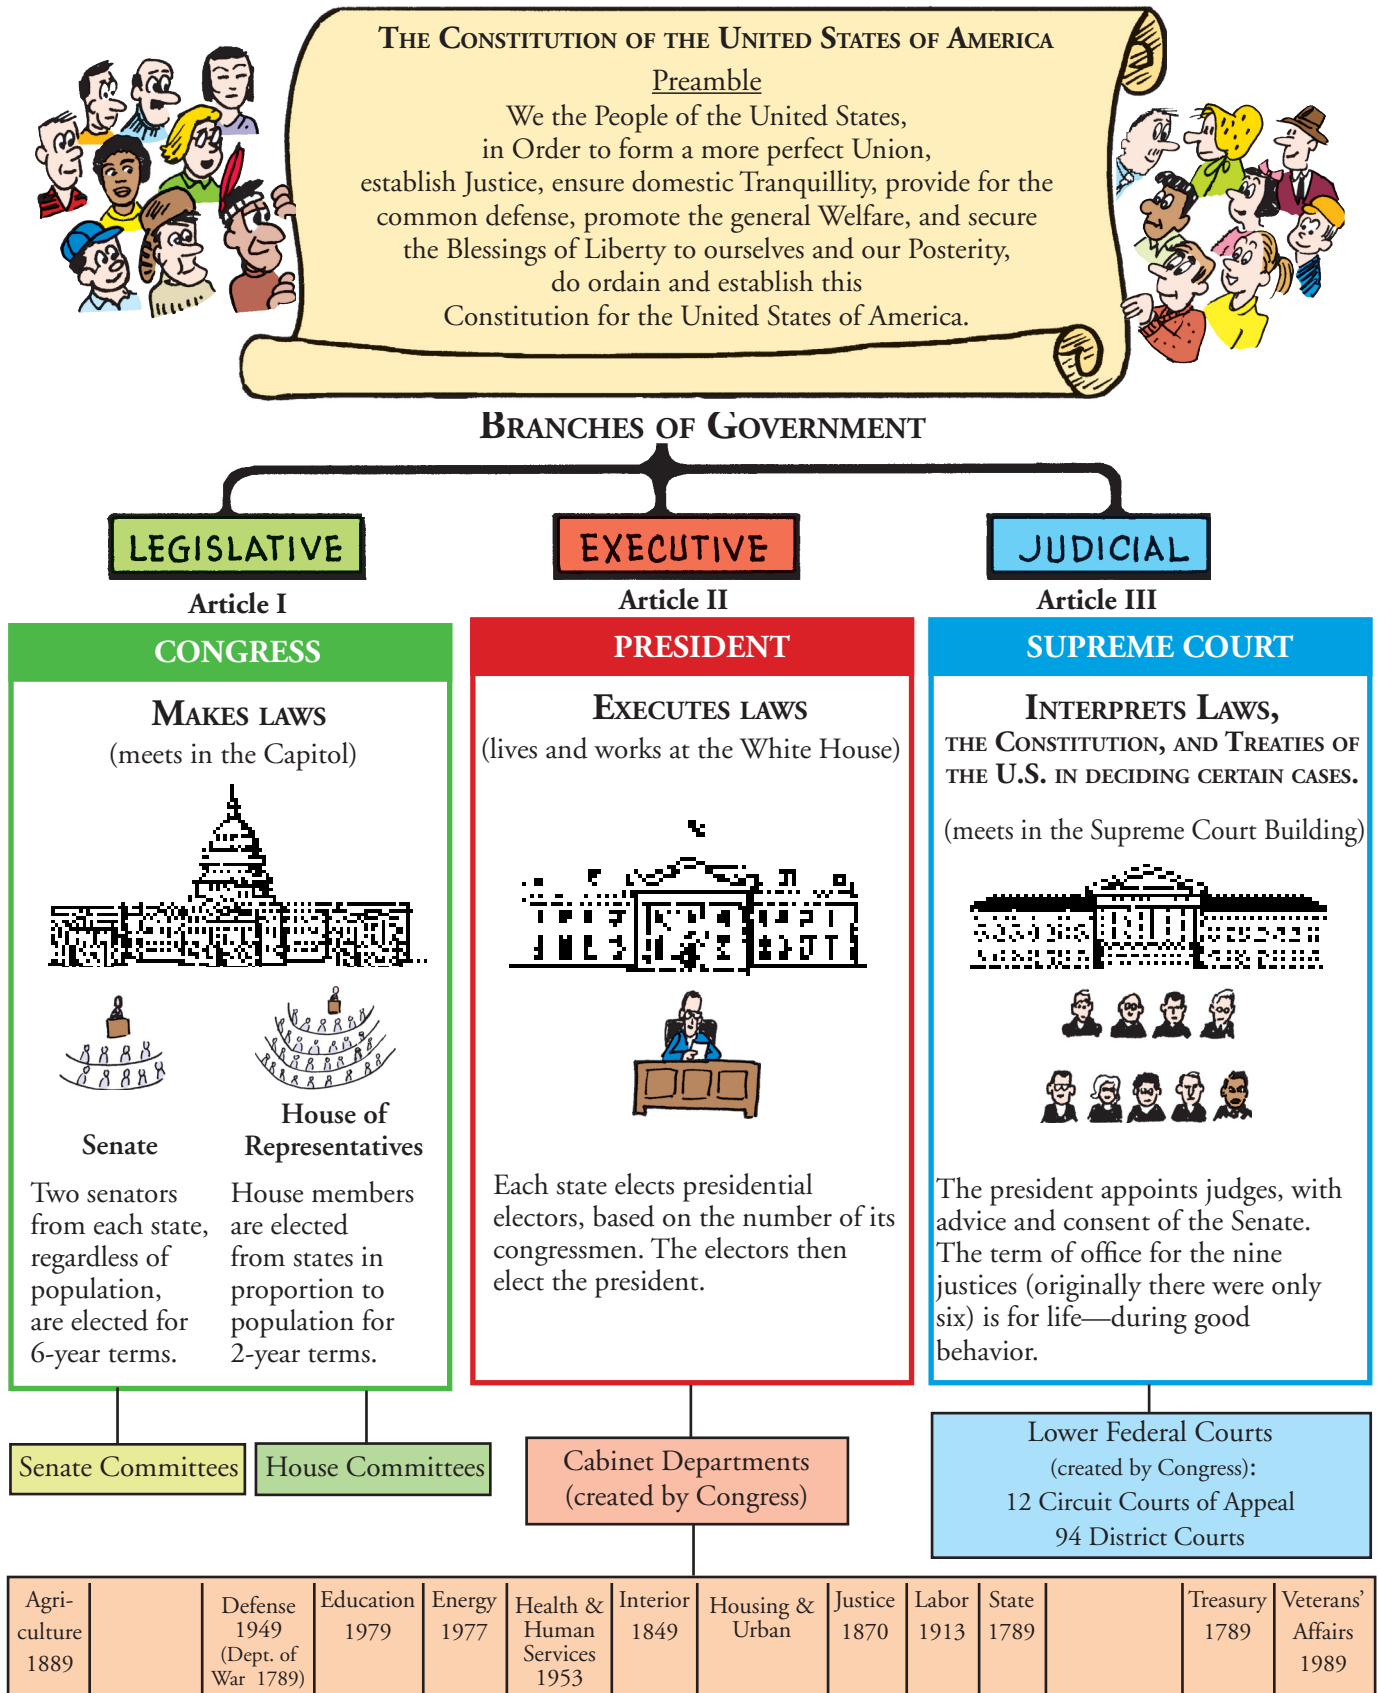 THE CONSTITUTION OF THE UNITED STATES OF AMERICA
Preamble
We the People of the United States,
in Order to form a more perfect Union,
establish Justice, ensure domestic Tranquillity, provide for the
common defense, promote the general Welfare, and secure
the Blessings of Liberty to ourselves and our Posterity,
do ordain and establish this
Constitution for the United States of America.
BRANCHES OF GOVERNMENT
LEGISLATIVE
Article I
CONGRESS
MAKES LAWS
(meets in the Capitol)
Senate
Two senators
from each state,
regardless of
population,
are elected for
6-year terms.
House of
Representatives
House members
are elected
from states in
proportion to
population for
2-year terms.
Senate Committees
House Committees
EXECUTIVE
Article II
PRESIDENT
EXECUTES LAWS
(lives and works at the White House)
Each state elects presidential
electors, based on the number of its
congressmen. The electors then
elect the president.
Cabinet Departments
(created by Congress)
JUDICIAL
Article III
SUPREME COURT
INTERPRETS LAWS,
THE CONSTITUTION, AND TREATIES OF
THE U.S. IN DECIDING CERTAIN CASES.
(meets in the Supreme Court Building)
The president appoints judges, with
advice and consent of the Senate.
The term of office for the nine
justices (originally there were only
six) is for life—during good
behavior.
Lower Federal Courts
(created by Congress):
12 Circuit Courts of Appeal
94 District Courts
Agri-
culture
1889
Defense
1949
(Dept. of
War 1789)
Education
1979
Energy
1977
Health &
Human
Services
1953
Interior
1849
Housing &
Urban
Justice
1870
Labor
1913
State
1789
Treasury
1789
Veterans'
Affairs
1989